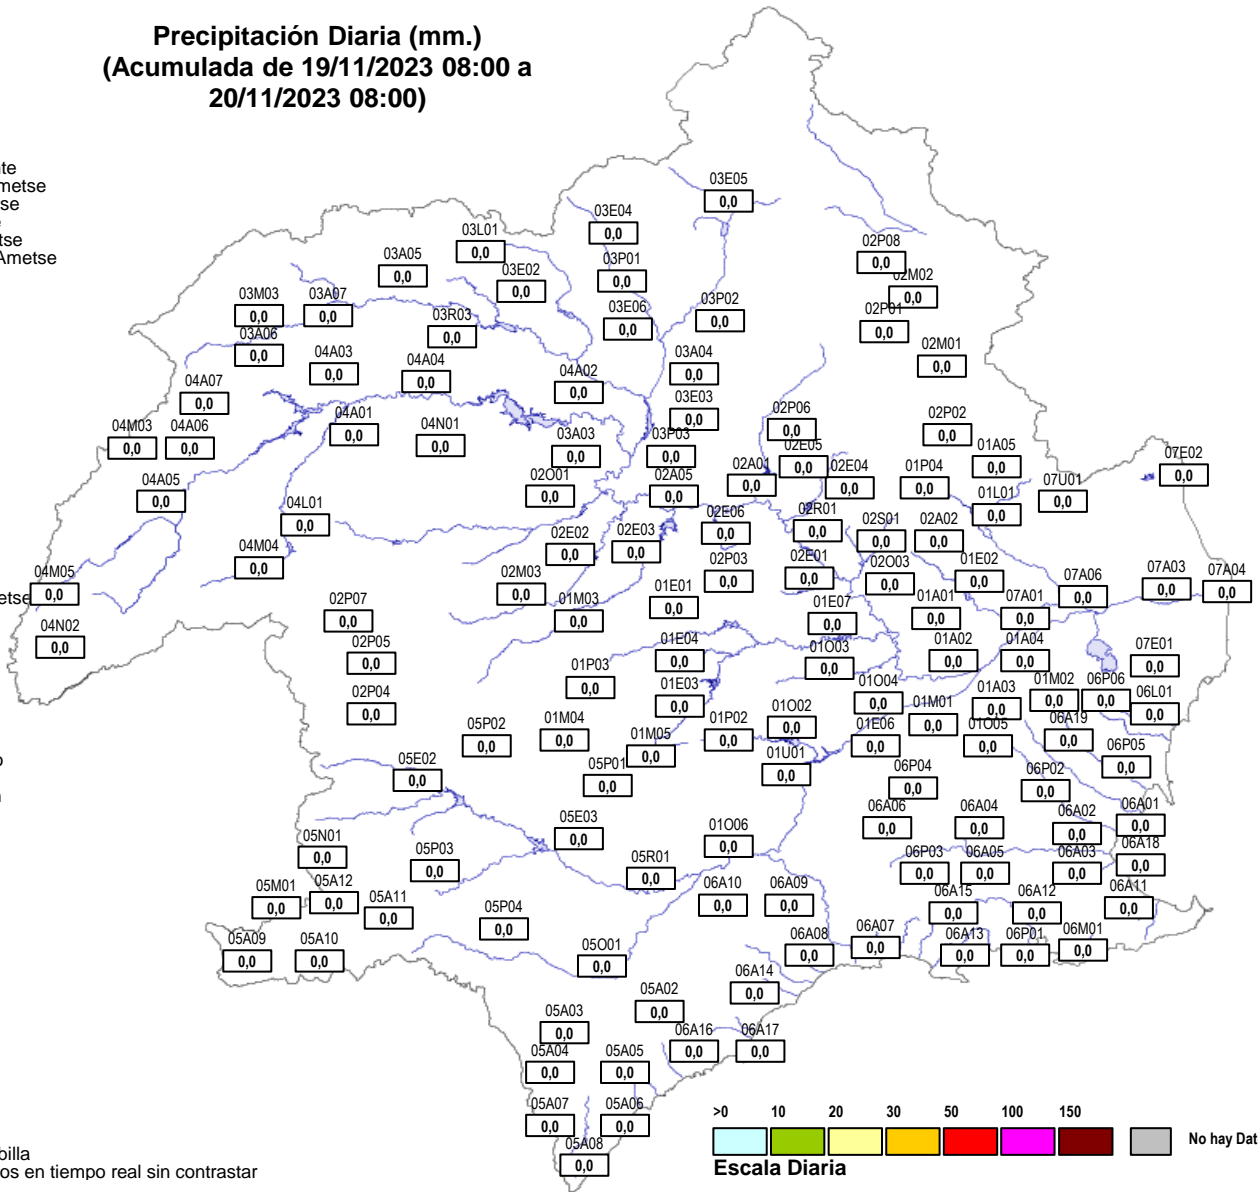 Precipitación Diaria (mm.)
(Acumulada de 19/11/2023 08:00 a
20/11/2023 08:00)
03E05
0,0
03E04
0,0
03L01
0,0
02P08
0,0
03A05
0,0
03P01
0,0
03E02
0,0
02M02
0,0
03M03
0,0
03A07
0,0
03P02
0,0
03E06
0,0
02P01
0,0
03R03
0,0
03A06
0,0
02M01
0,0
04A03
0,0
03A04
0,0
04A04
0,0
04A02
0,0
04A07
0,0
03E03
0,0
02P06
0,0
04A01
0,0
02P02
0,0
04M03
0,0
04A06
0,0
04N01
0,0
03A03
0,0
03P03
0,0
02E05
0,0
01A05
0,0
07E02
0,0
02A01
0,0
02E04
0,0
01P04
0,0
02O01
0,0
02A05
0,0
07U01
0,0
04A05
0,0
01L01
0,0
04L01
0,0
02R01
0,0
02E06
0,0
02S01
0,0
02A02
0,0
02E02
0,0
02E03
0,0
04M04
0,0
02E01
0,0
02P03
0,0
01E02
0,0
02O03
0,0
07A03
0,0
07A04
0,0
04M05
0,0
02M03
0,0
07A06
0,0
01E01
0,0
01M03
0,0
02P07
0,0
01E07
0,0
01A01
0,0
07A01
0,0
04N02
0,0
01E04
0,0
02P05
0,0
01O03
0,0
01A02
0,0
01A04
0,0
07E01
0,0
01P03
0,0
01E03
0,0
02P04
0,0
01O04
0,0
01M02
0,0
06P06
0,0
01A03
0,0
06L01
0,0
01M01
0,0
01O02
0,0
05P02
0,0
01M04
0,0
01P02
0,0
01E06
0,0
01O05
0,0
06A19
0,0
01M05
0,0
06P05
0,0
01U01
0,0
05E02
0,0
05P01
0,0
06P04
0,0
06P02
0,0
05E03
0,0
01O06
0,0
06A06
0,0
06A04
0,0
06A02
0,0
06A01
0,0
05N01
0,0
05P03
0,0
05R01
0,0
06P03
0,0
06A05
0,0
06A03
0,0
06A18
0,0
05M01
0,0
05A12
0,0
05A11
0,0
06A10
0,0
06A09
0,0
06A15
0,0
06A12
0,0
06A11
0,0
05P04
0,0
05A09
0,0
05A10
0,0
05O01
0,0
06A08
0,0
06A07
0,0
06A13
0,0
06P01
0,0
06M01
0,0
06A14
0,0
05A02
0,0
05A03
0,0
06A16
0,0
06A17
0,0
05A04
0,0
05A05
0,0
05A07
0,0
05A06
0,0
05A08
0,0
>0 10 20 30 50 100 150
No hay Dat
Escala Diaria
nte
metse
se
tse
Ametse
etse
billa
os en tiempo real sin contrastar